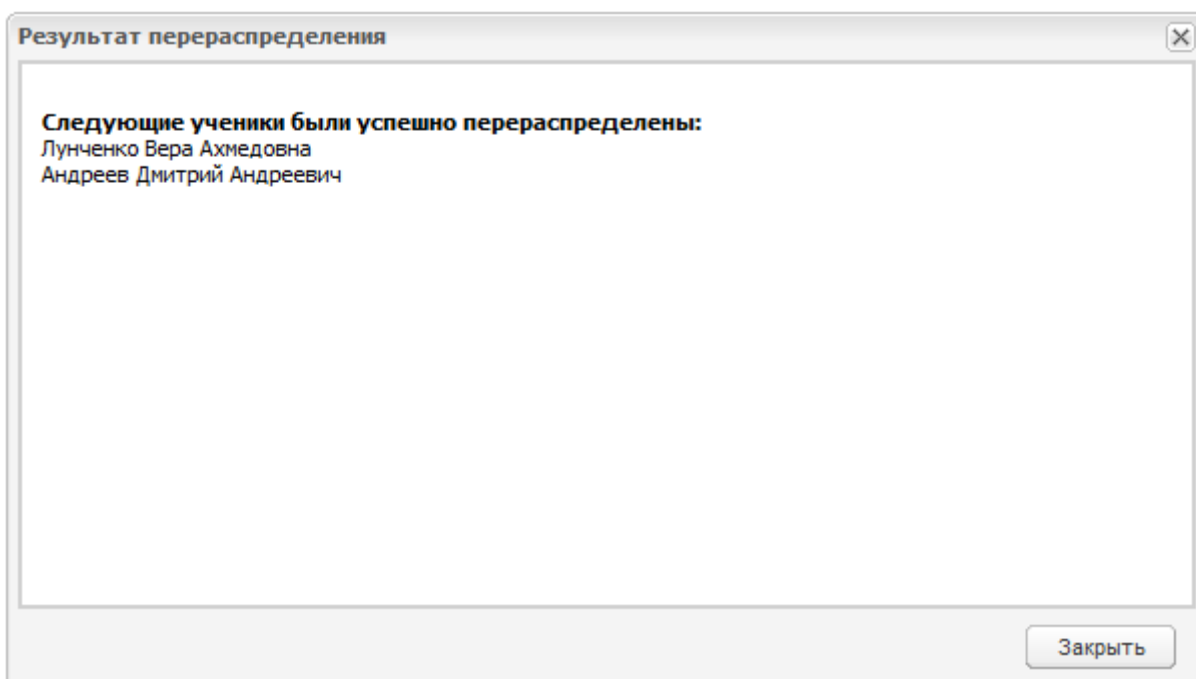 Результат перераспределения
Следующие ученики были успешно перераспределены:
Лунченко Вера Ахмедовна
Андреев Дмитрий Андреевич
Закрыть